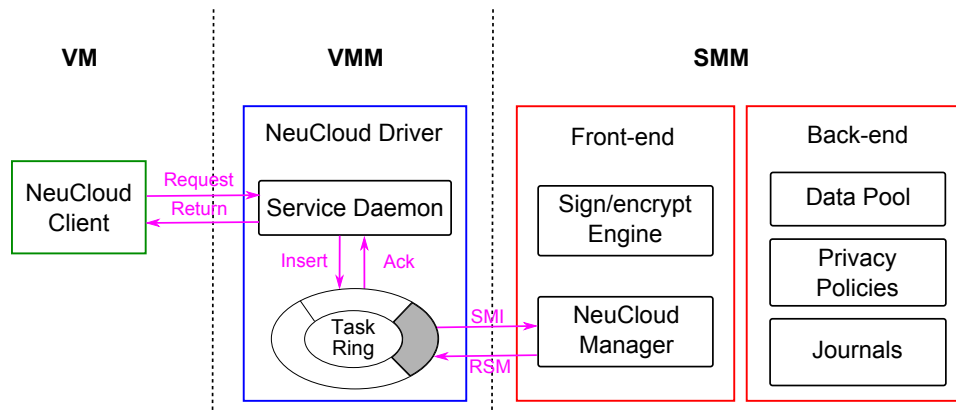 VM
VMM
SMM
NeuCloud
Client
Request
Return
NeuCloud Driver
Service Daemon
Insert
Ack
Task
Ring
SMI
RSM
Front-end
Sign/encrypt
Engine
NeuCloud
Manager
Back-end
Data Pool
Privacy
Policies
Journals